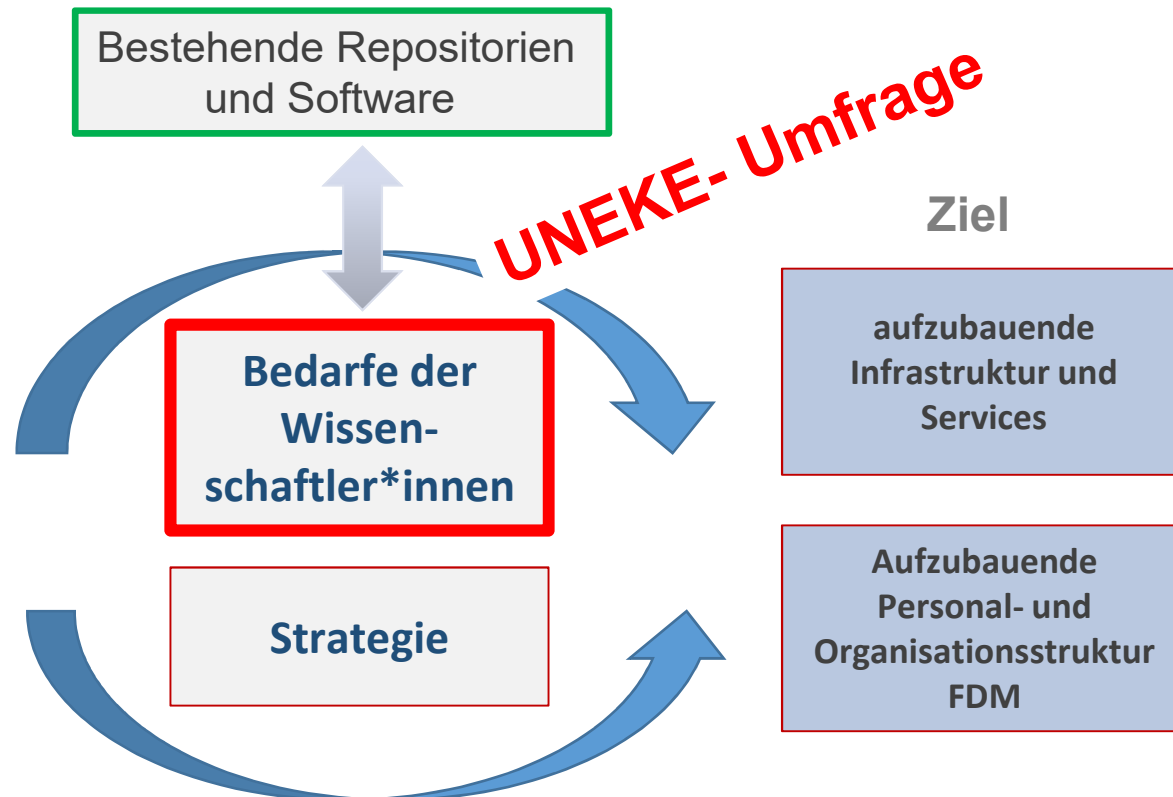 Bestehende Repositorien
und Software
UNEKE- Umfrage
Ziel
Bedarfe der
Wissen-
schaftler*innen
Strategie
aufzubauende
Infrastruktur und
Services
Aufzubauende
Personal- und
Organisationsstruktur
FDM